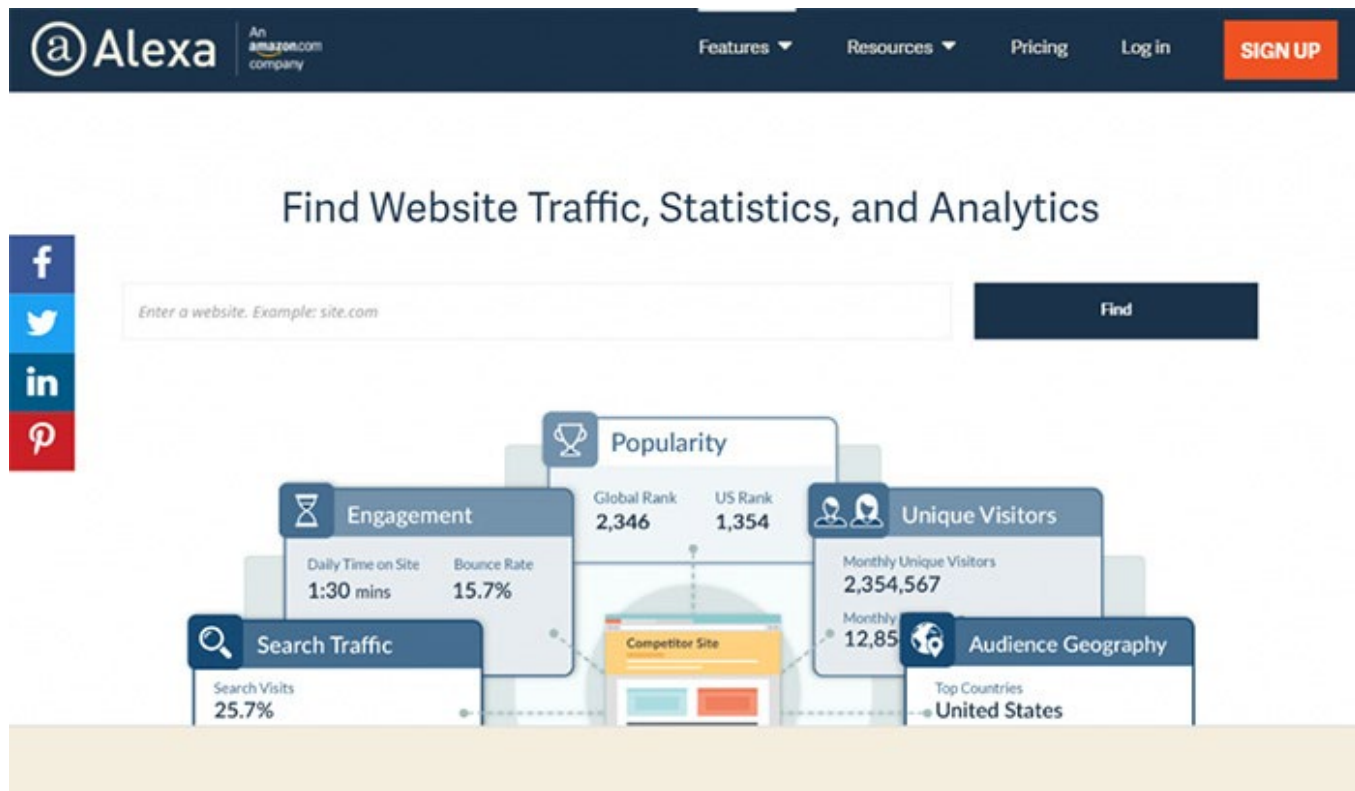 a Alexa
An
amazon.com
company
Features
Resources
Pricing
Log in
SIGN UP
Find Website Traffic, Statistics, and Analytics
f
in
Enter a website. Example: site.com
Find
Popularity
Global Rank US Rank
2,346 1,354
Engagement
Daily Time on Site Bounce Rate
1:30 mins 15.7%
Unique Visitors
Monthly Unique Visitors
2,354,567
Monthly
12,85
Search Traffic
Search Visits
25.7%
Competitor Site
Audience Geography
Top Countries
United States